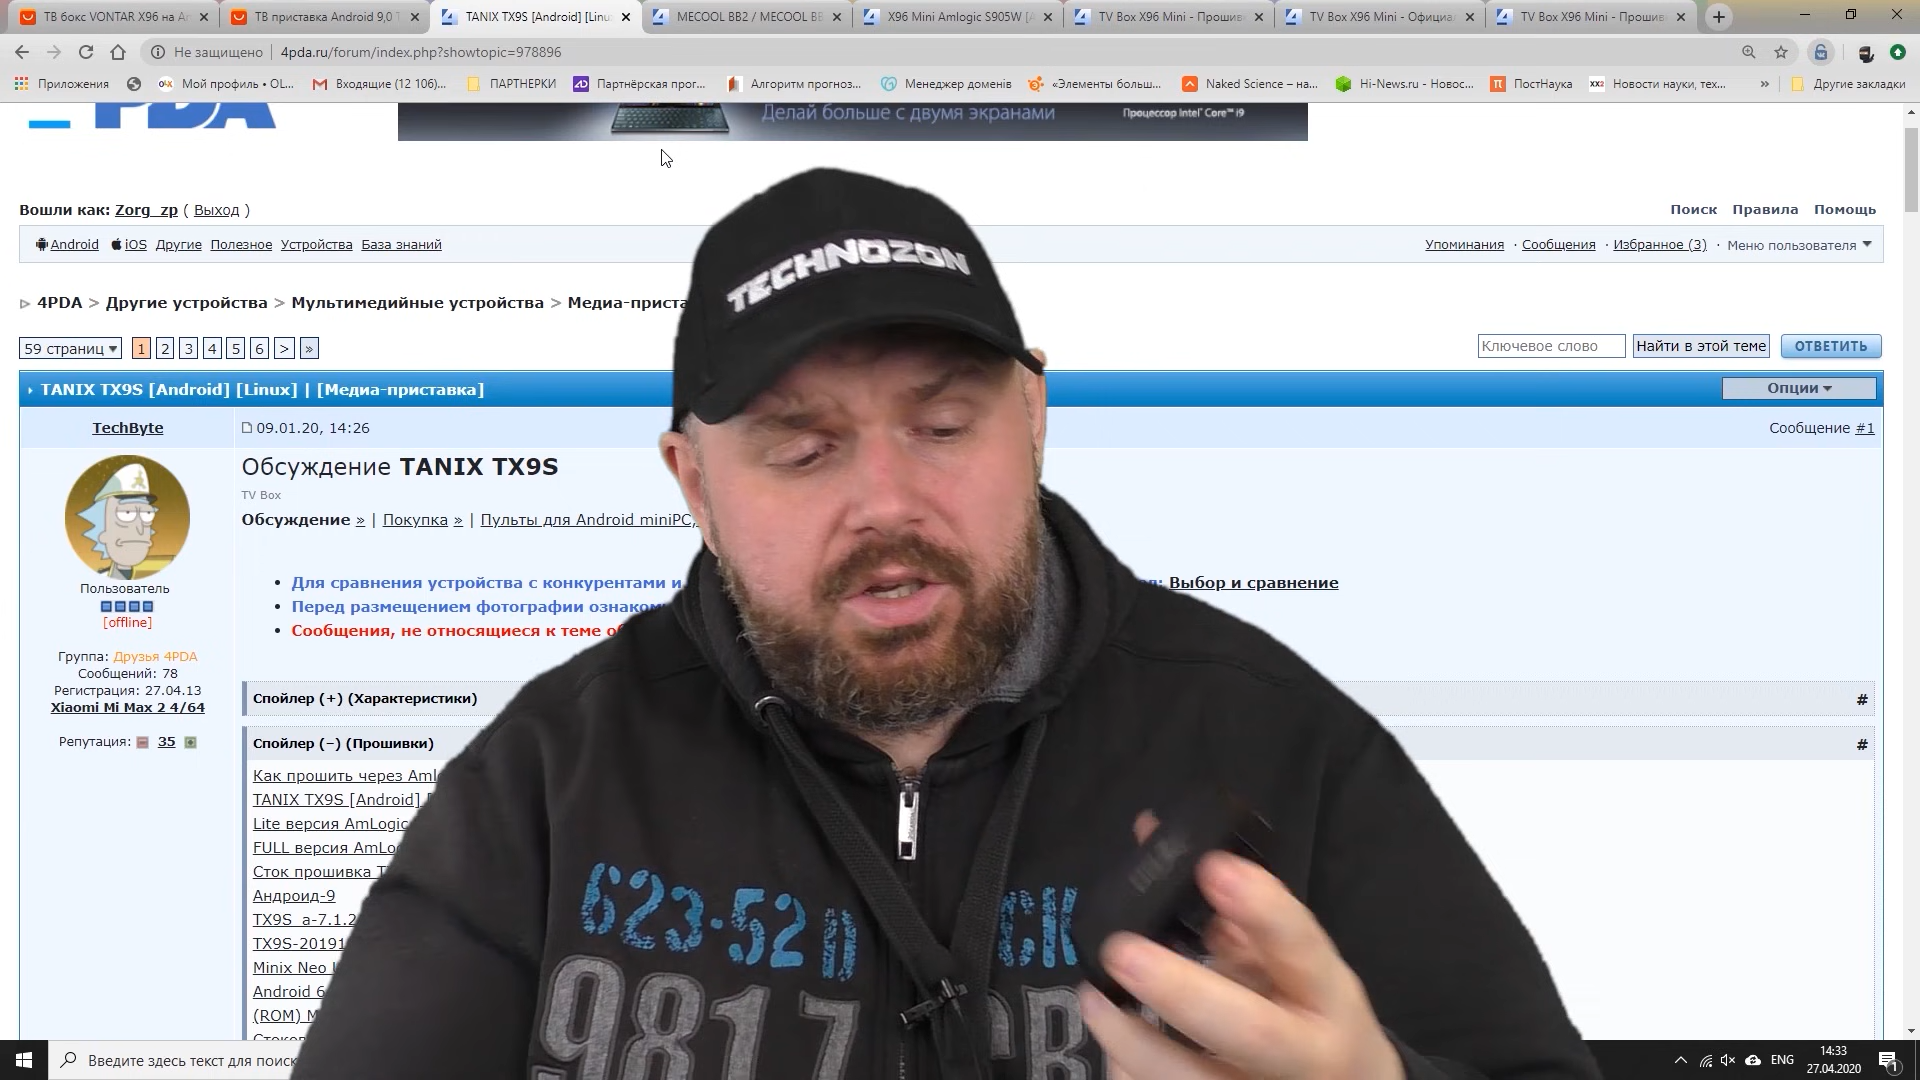 ТВ бокс VONTAR X96 на Ar
ТВ приставка Android 9,0 T
TANIX TX9S [Android] [Linu
MECOOL BB2 / MECOOL BB
X96 Mini Amlogic S905W [A
TV Box X96 Mini - Прошив
TV Box X96 Mini - Официал
TV Box X96 Mini - Прошив
Не защищено
4pda.ru/forum/index.php?showtopic=978896
Приложения
Мой профиль • OL...
Входящие (12 106)...
ПАРТНЕРКИ
Партнёрская прог...
Алгоритм прогноз...
Менеджер доменів
«Элементы больш...
Naked Science – на...
Hi-News.ru - Новос...
ПостНаука
Новости науки, тех...
»
Другие закладки
Делай больше с двумя экранами
Процессор Intel® Core™ i9
Вошли как: Zorg_zp ( Выход )
Поиск Правила Помощь
Android iOS Другие Полезное Устройства База знаний
Упоминания · Сообщения · Избранное (3) · Меню пользователя
4PDA > Другие устройства > Мультимедийные устройства > Медиа-приста
59 страниц 1 2 3 4 5 6 > »
Ключевое слово
Найти в этой теме
ОТВЕТИТЬ
TANIX TX9S [Android] [Linux] | [Медиа-приставка]
Опции
TechByte
09.01.20, 14:26
Сообщение #1
Обсуждение TANIX TX9S
TV Box
Обсуждение » | Покупка » | Пульты для Android miniPC,
Для сравнения устройства с конкурентами и
Выбор и сравнение
Перед размещением фотографии ознаком
Сообщения, не относящиеся к теме об
Пользователь
[offline]
Группа: Друзья 4PDA
Сообщений: 78
Регистрация: 27.04.13
Xiaomi Mi Max 2 4/64
Репутация: 35
Спойлер (+) (Характеристики)
#
Спойлер (–) (Прошивки)
#
Как прошить через Aml
TANIX TX9S [Android]
Lite версия AmLogic
FULL версия AmLo
Сток прошивка T
Андроид-9
TX9S_a-7.1.2
TX9S-20191
Minix Neo
Android 6
(ROM) M
TECHNOZON
623-52
СК
9817
Введите здесь текст для поиск
ENG
14:33
27.04.2020
1